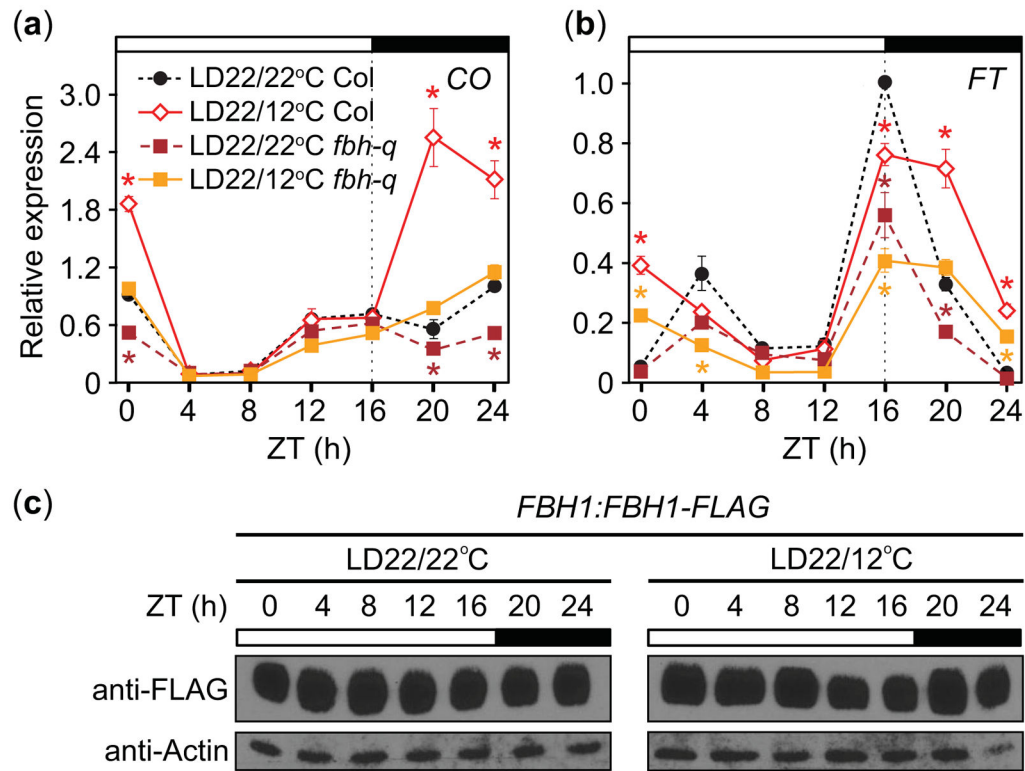 (a)
CO
LD22/22°C Col
LD22/12°C Col
LD22/22°C fbh-q
LD22/12°C fbh-q
* * * * * *
Relative expression
3.0
2.4
1.8
1.2
0.6
0
0 4 8 12 16 20 24
ZT (h)
(b)
FT
* * * * * * * * * *
1.0
0.8
0.6
0.4
0.2
0
0 4 8 12 16 20 24
ZT (h)
(c)
FBH1:FBH1-FLAG
LD22/22°C LD22/12°C
ZT (h) 0 4 8 12 16 20 24 0 4 8 12 16 20 24
anti-FLAG
anti-Actin